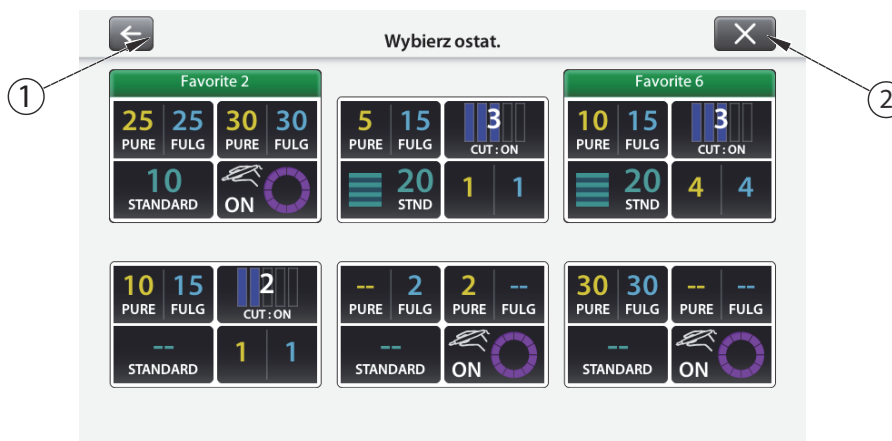 Wybierz ostat.
1
2
Favorite 2
25 25 30 30
PURE FULG PURE FULG
10
STANDARD ON
5 15 3
PURE FULG CUT : ON
20 1 1
STND
Favorite 6
10 15 3
PURE FULG CUT : ON
20 4 4
STND
10 15 2
PURE FULG CUT : ON
-- 1 1
STANDARD
-- 2 2 --
PURE FULG PURE FULG
--
STANDARD ON
30 30 -- --
PURE FULG PURE FULG
--
STANDARD ON